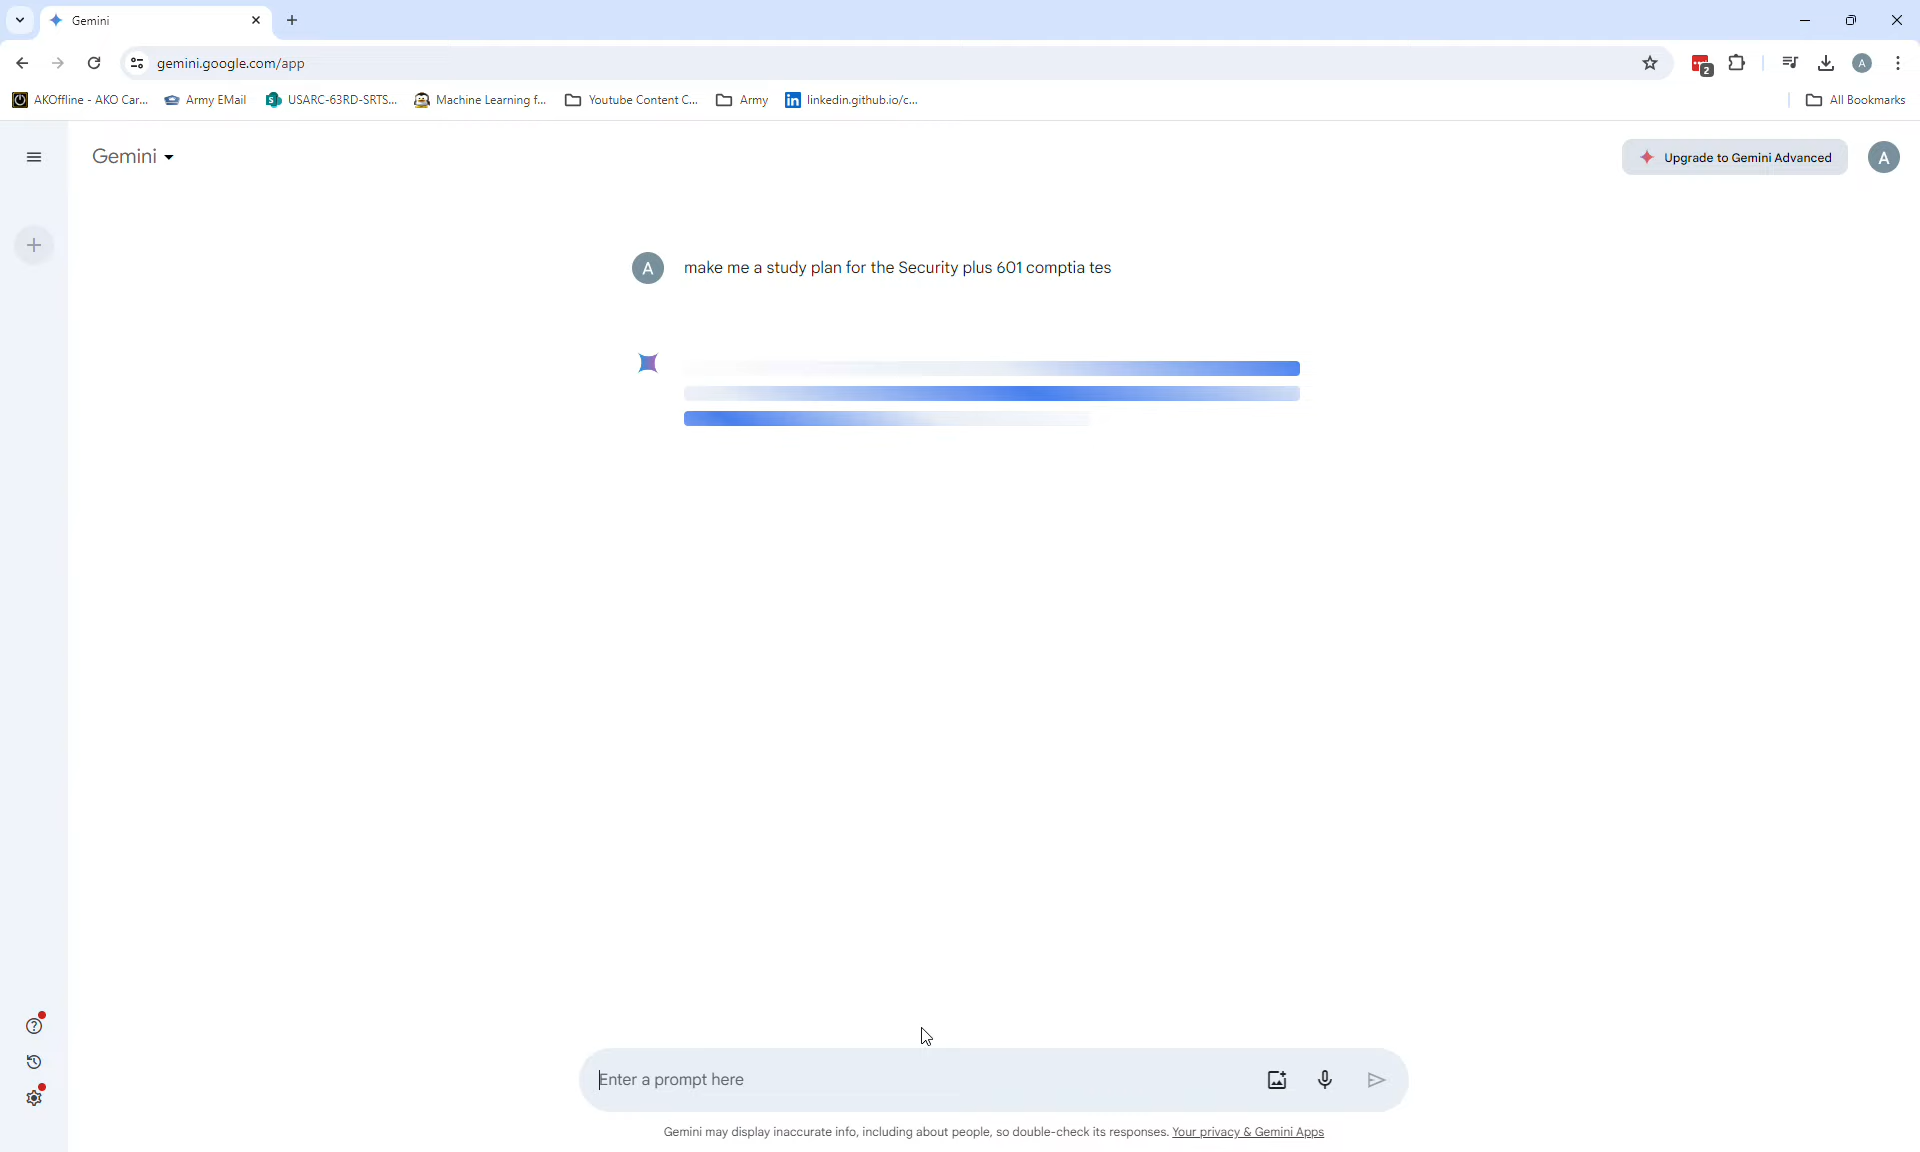 Gemini
gemini.google.com/app
2
A
AKOffline - AKO Car...
Army EMail
USARC-63RD-SRTS...
Machine Learning f...
Youtube Content C...
Army
linkedin.github.io/c...
All Bookmarks
Gemini
Upgrade to Gemini Advanced
A
A
make me a study plan for the Security plus 601 comptia tes
Enter a prompt here
Gemini may display inaccurate info, including about people, so double-check its responses. Your privacy & Gemini Apps